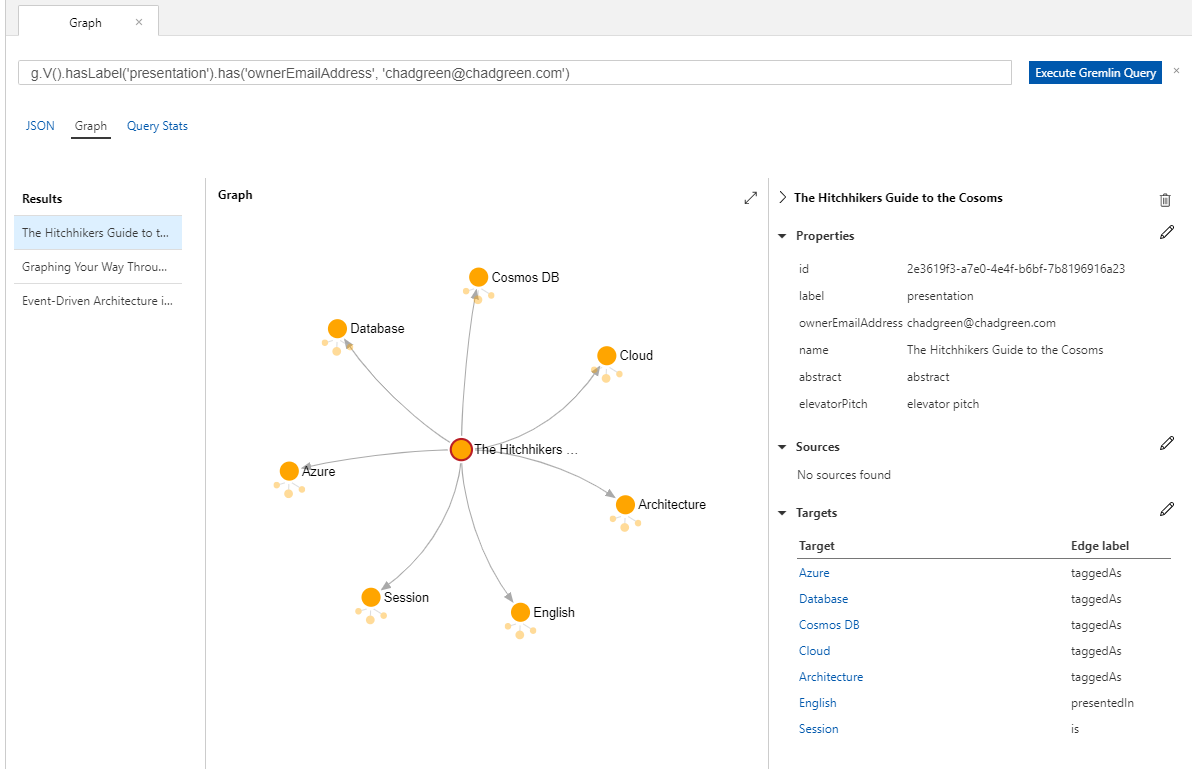 Graph ×
g.V().hasLabel('presentation').has('ownerEmailAddress', 'chadgreen@chadgreen.com')
Execute Gremlin Query ×
JSON Graph Query Stats
Results
The Hitchhikers Guide to t...
Graphing Your Way Throu...
Event-Driven Architecture i...
Graph
Cosmos DB
Database
Cloud
The Hitchhikers ...
Azure
Architecture
Session
English
The Hitchhikers Guide to the Cosoms
Properties
id 2e3619f3-a7e0-4e4f-b6bf-7b8196916a23
label presentation
ownerEmailAddress chadgreen@chadgreen.com
name The Hitchhikers Guide to the Cosoms
abstract abstract
elevatorPitch elevator pitch
Sources
No sources found
Targets
Target Edge label
Azure taggedAs
Database taggedAs
Cosmos DB taggedAs
Cloud taggedAs
Architecture taggedAs
English presentedIn
Session is